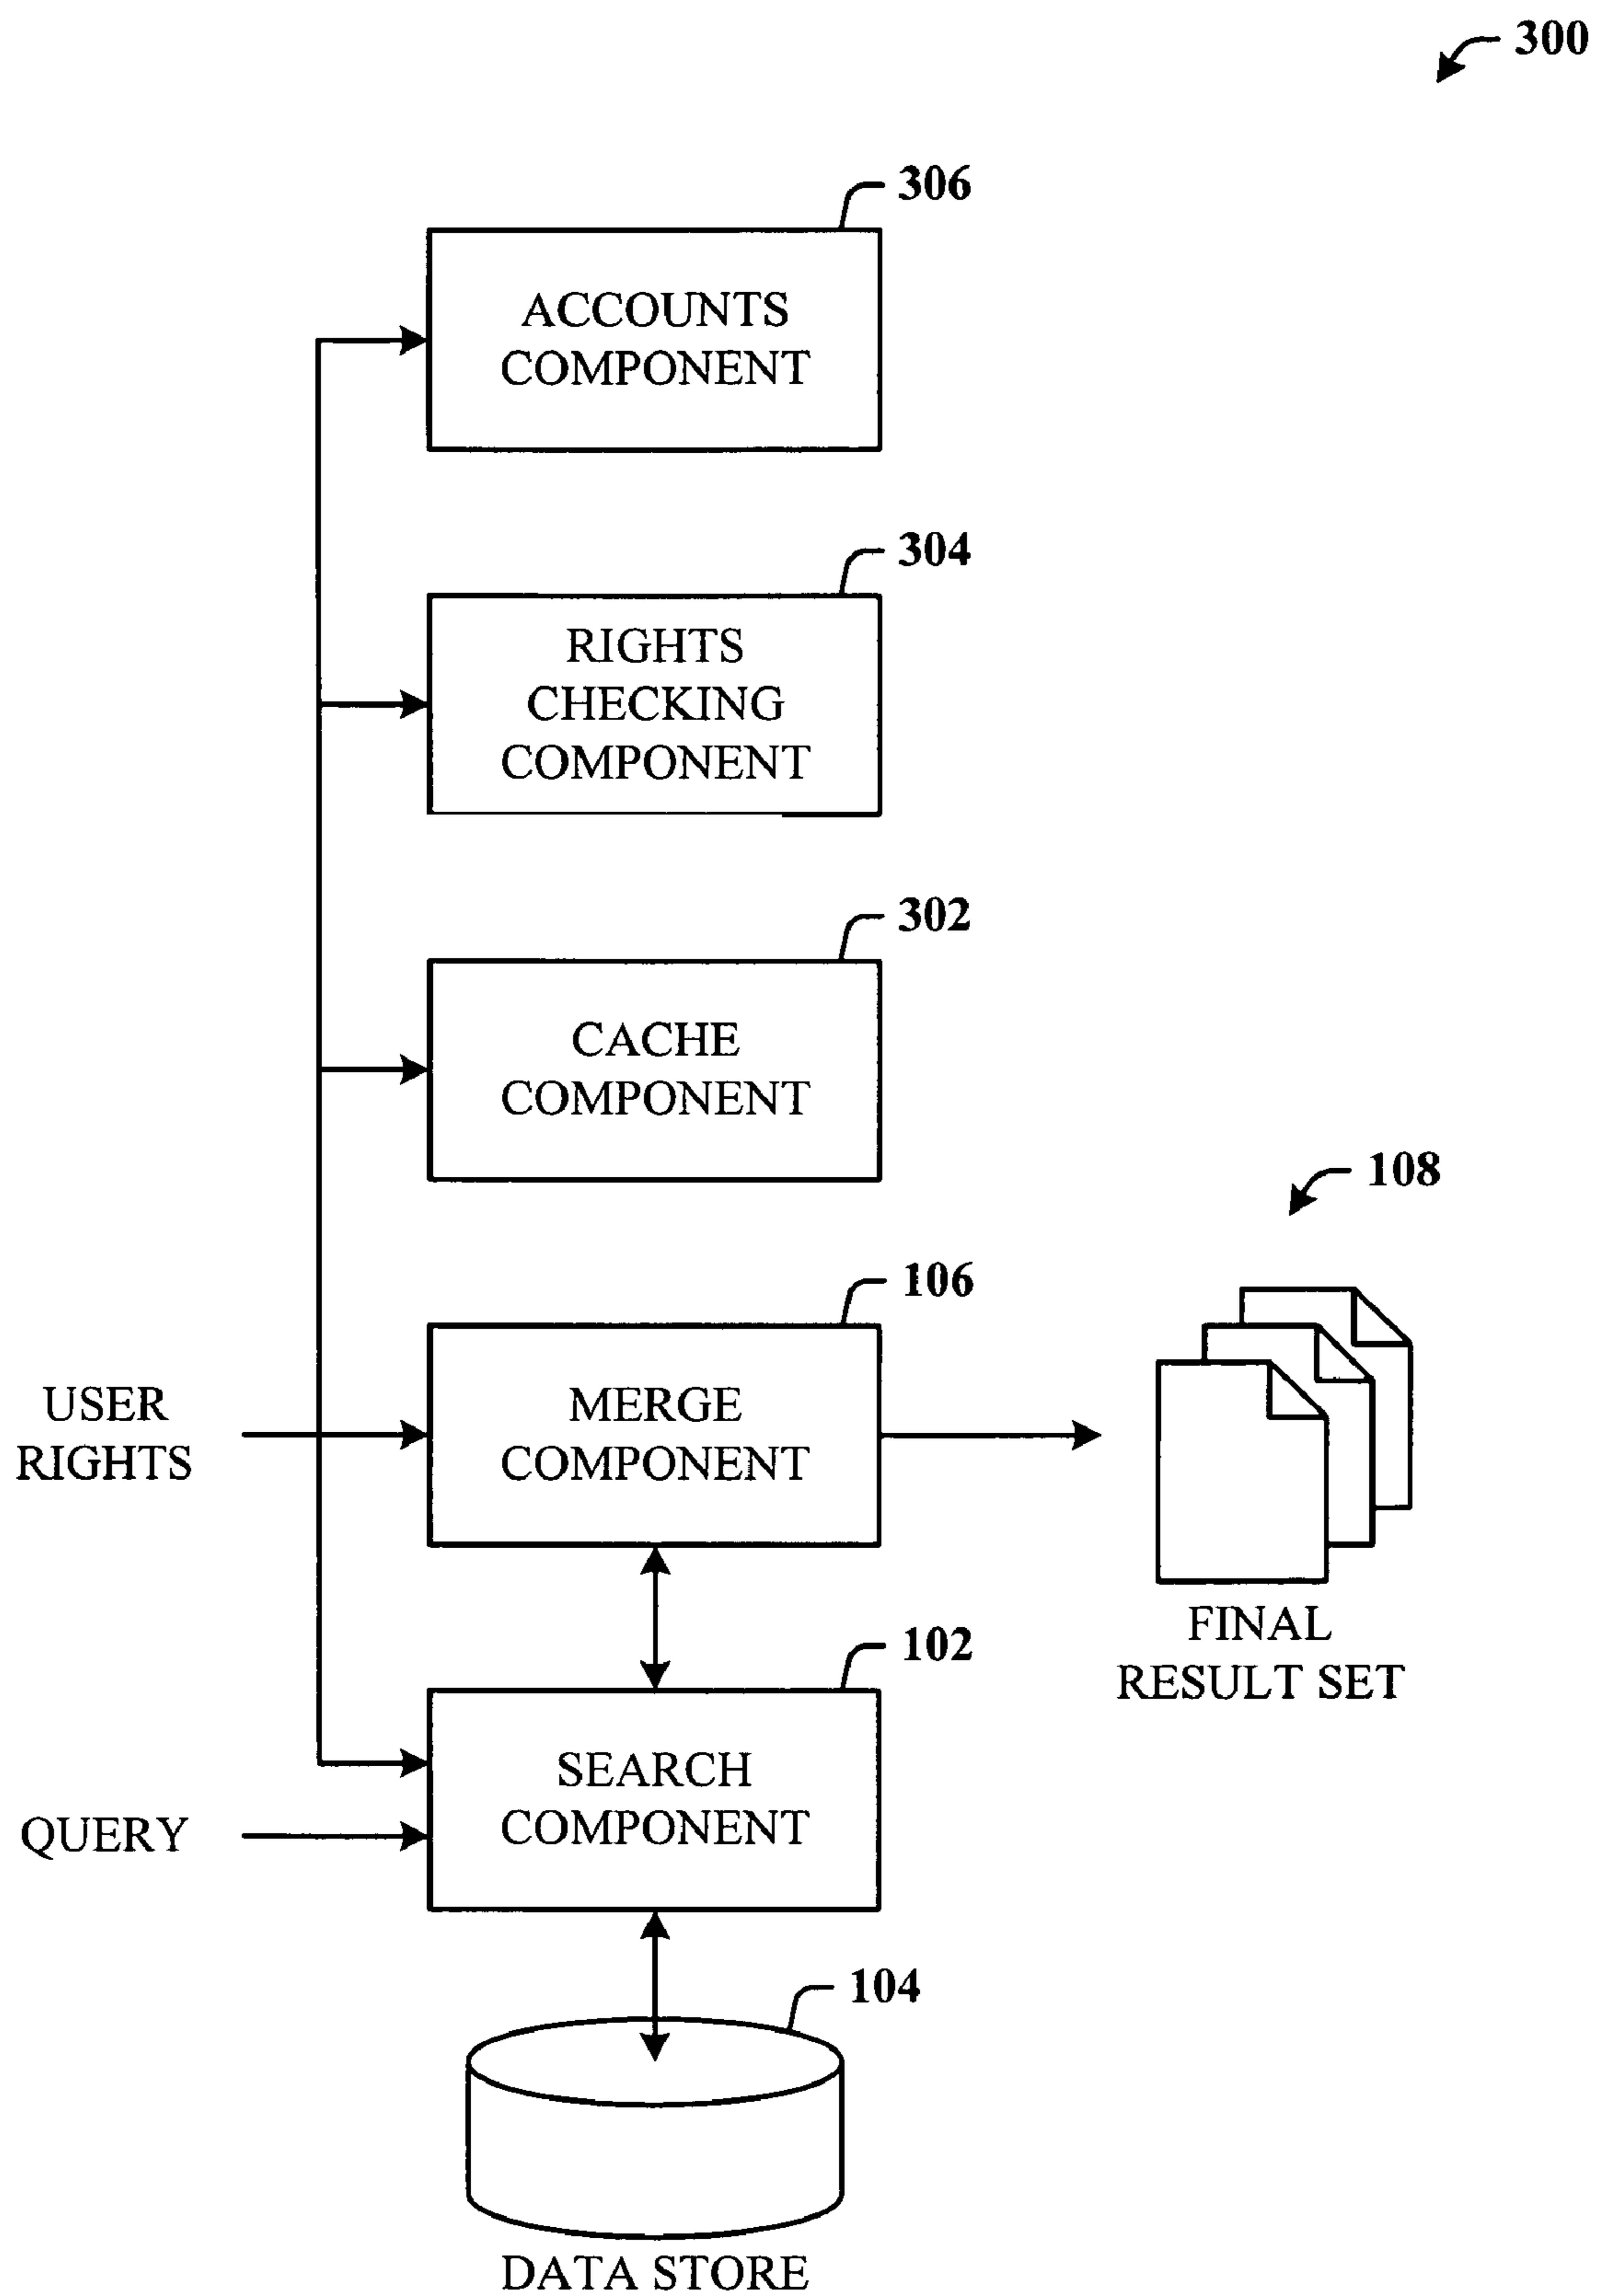 300
306
ACCOUNTS
COMPONENT
304
RIGHTS
CHECKING
COMPONENT
302
CACHE
COMPONENT
108
106
MERGE
COMPONENT
USER
RIGHTS
FINAL
RESULT SET
102
SEARCH
COMPONENT
QUERY
104
DATA STORE